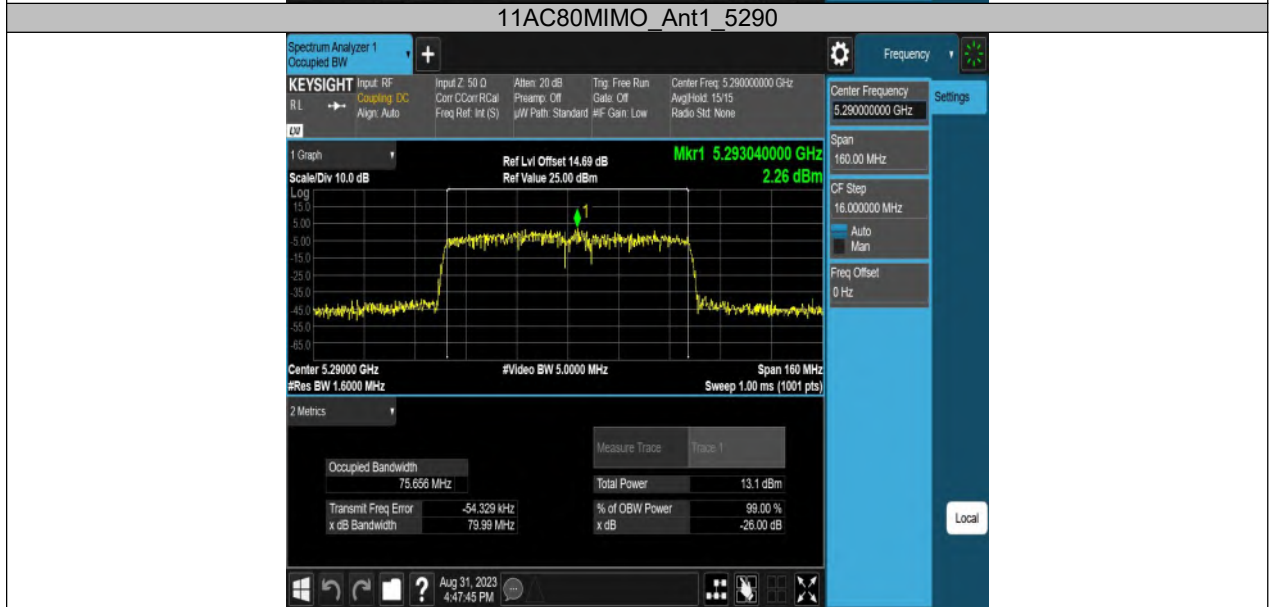 11AC80MIMO_Ant1_5290
Spectrum Analyzer 1
Occupied BW
+
Frequency
KEYSIGHT Input: RF Input Z: 50 Ω Atten: 20 dB Trig: Free Run Center Freq: 5.290000000 GHz
RL Coupling: DC Corr CCorr RCal Preamp: Off Gate: Off Avg|Hold: 15/15
Align: Auto Freq Ref: Int (S) µW Path: Standard #IF Gain: Low Radio Std: None
Center Frequency
5.290000000 GHz
Settings
Span
160.00 MHz
CF Step
16.000000 MHz
Auto
Man
Freq Offset
0 Hz
1 Graph
Ref Lvl Offset 14.69 dB
Mkr1 5.293040000 GHz
Scale/Div 10.0 dB
Ref Value 25.00 dBm
2.26 dBm
Log
15.0
5.00
-5.00
-15.0
-25.0
-35.0
-45.0
-55.0
-65.0
1
Center 5.29000 GHz #Video BW 5.0000 MHz Span 160 MHz
#Res BW 1.6000 MHz Sweep 1.00 ms (1001 pts)
2 Metrics
Measure Trace Trace 1
Occupied Bandwidth
75.656 MHz
Total Power 13.1 dBm
Transmit Freq Error -54.329 kHz % of OBW Power 99.00 %
x dB Bandwidth 79.99 MHz x dB -26.00 dB
Local
? Aug 31, 2023
4:47:45 PM